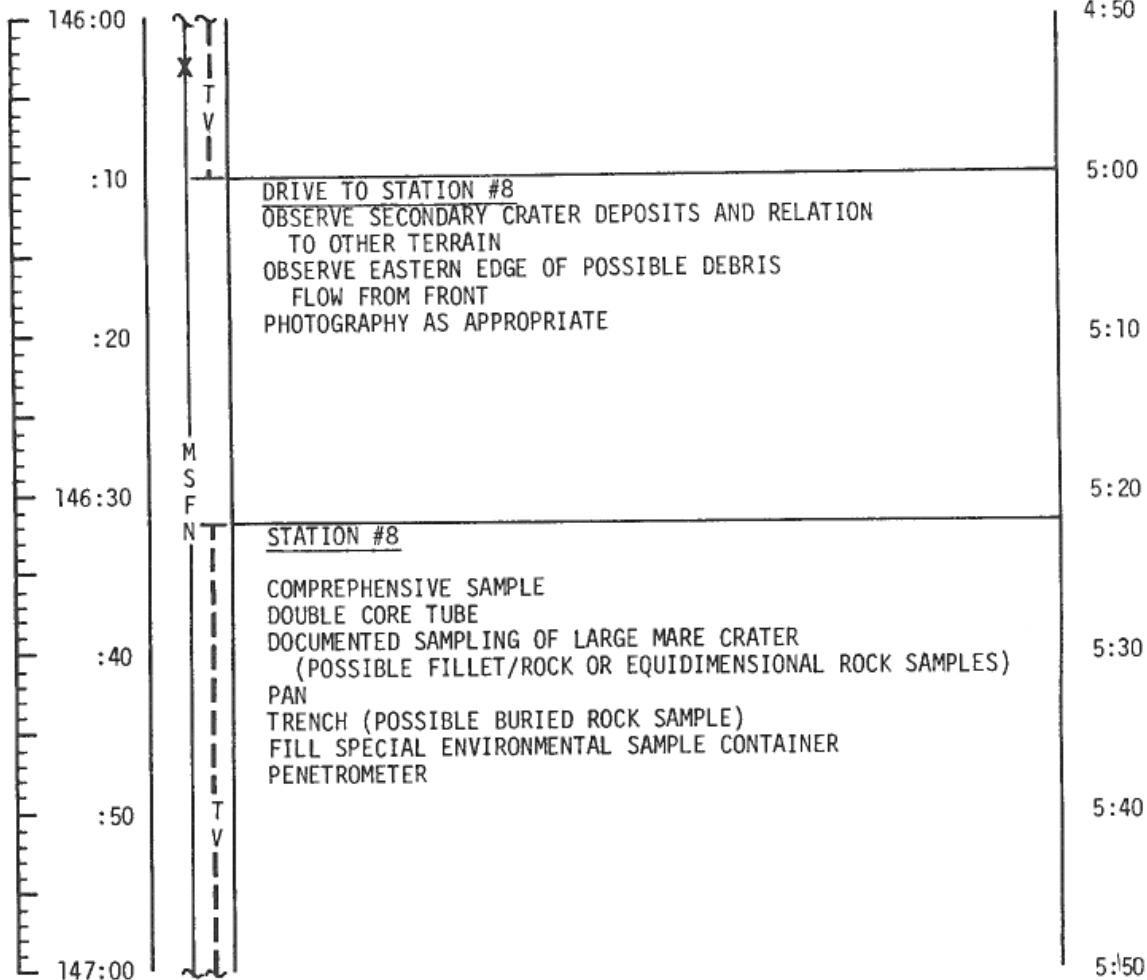 146:00 4:50
X
TV
:10 5:00
DRIVE TO STATION #8
OBSERVE SECONDARY CRATER DEPOSITS AND RELATION
TO OTHER TERRAIN
OBSERVE EASTERN EDGE OF POSSIBLE DEBRIS
FLOW FROM FRONT
PHOTOGRAPHY AS APPROPRIATE
:20 5:10
MSFN
146:30 5:20
STATION #8
COMPREPHENSIVE SAMPLE
DOUBLE CORE TUBE
DOCUMENTED SAMPLING OF LARGE MARE CRATER
:40 5:30
(POSSIBLE FILLET/ROCK OR EQUIDIMENSIONAL ROCK SAMPLES)
PAN
TRENCH (POSSIBLE BURIED ROCK SAMPLE)
FILL SPECIAL ENVIRONMENTAL SAMPLE CONTAINER
PENETROMETER
:50 5:40
TV
147:00 5:50